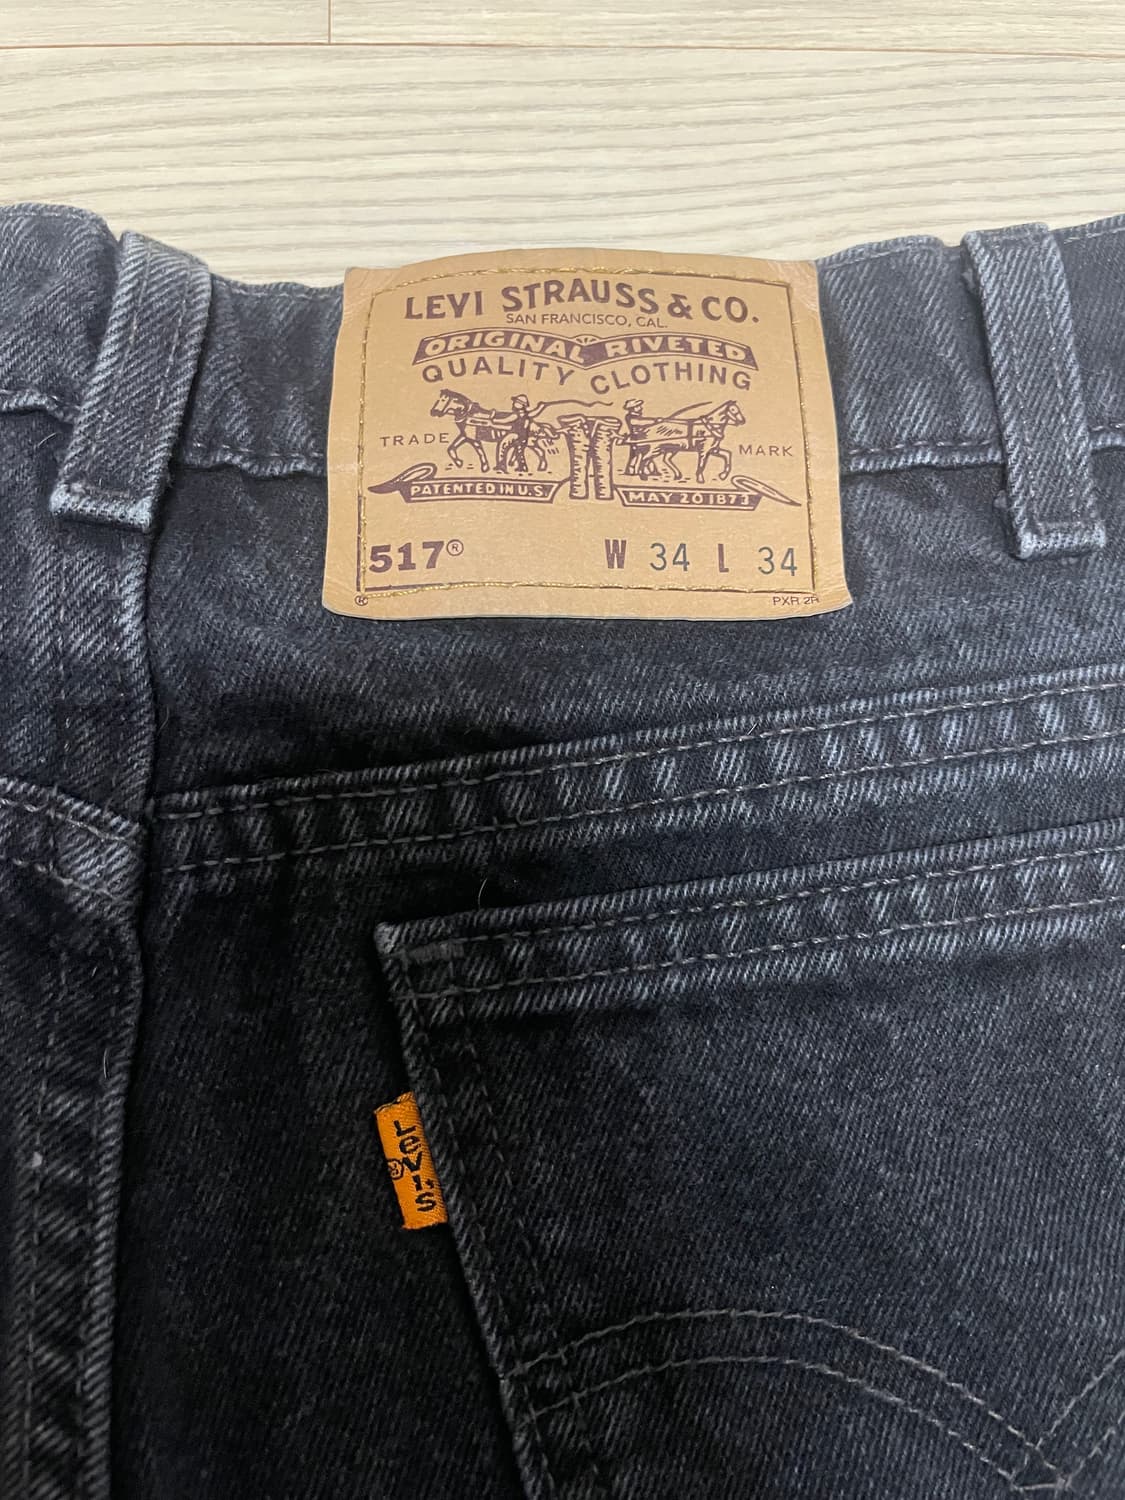 LEVI STRAUSS & CO.
SAN FRANCISCO, CAL.
ORIGINAL RIVETED
QUALITY CLOTHING
TRADE MARK
PATENTED IN U.S. MAY 20 1873
517® W 34 L 34
® PXR 2R
LEVI'S
®